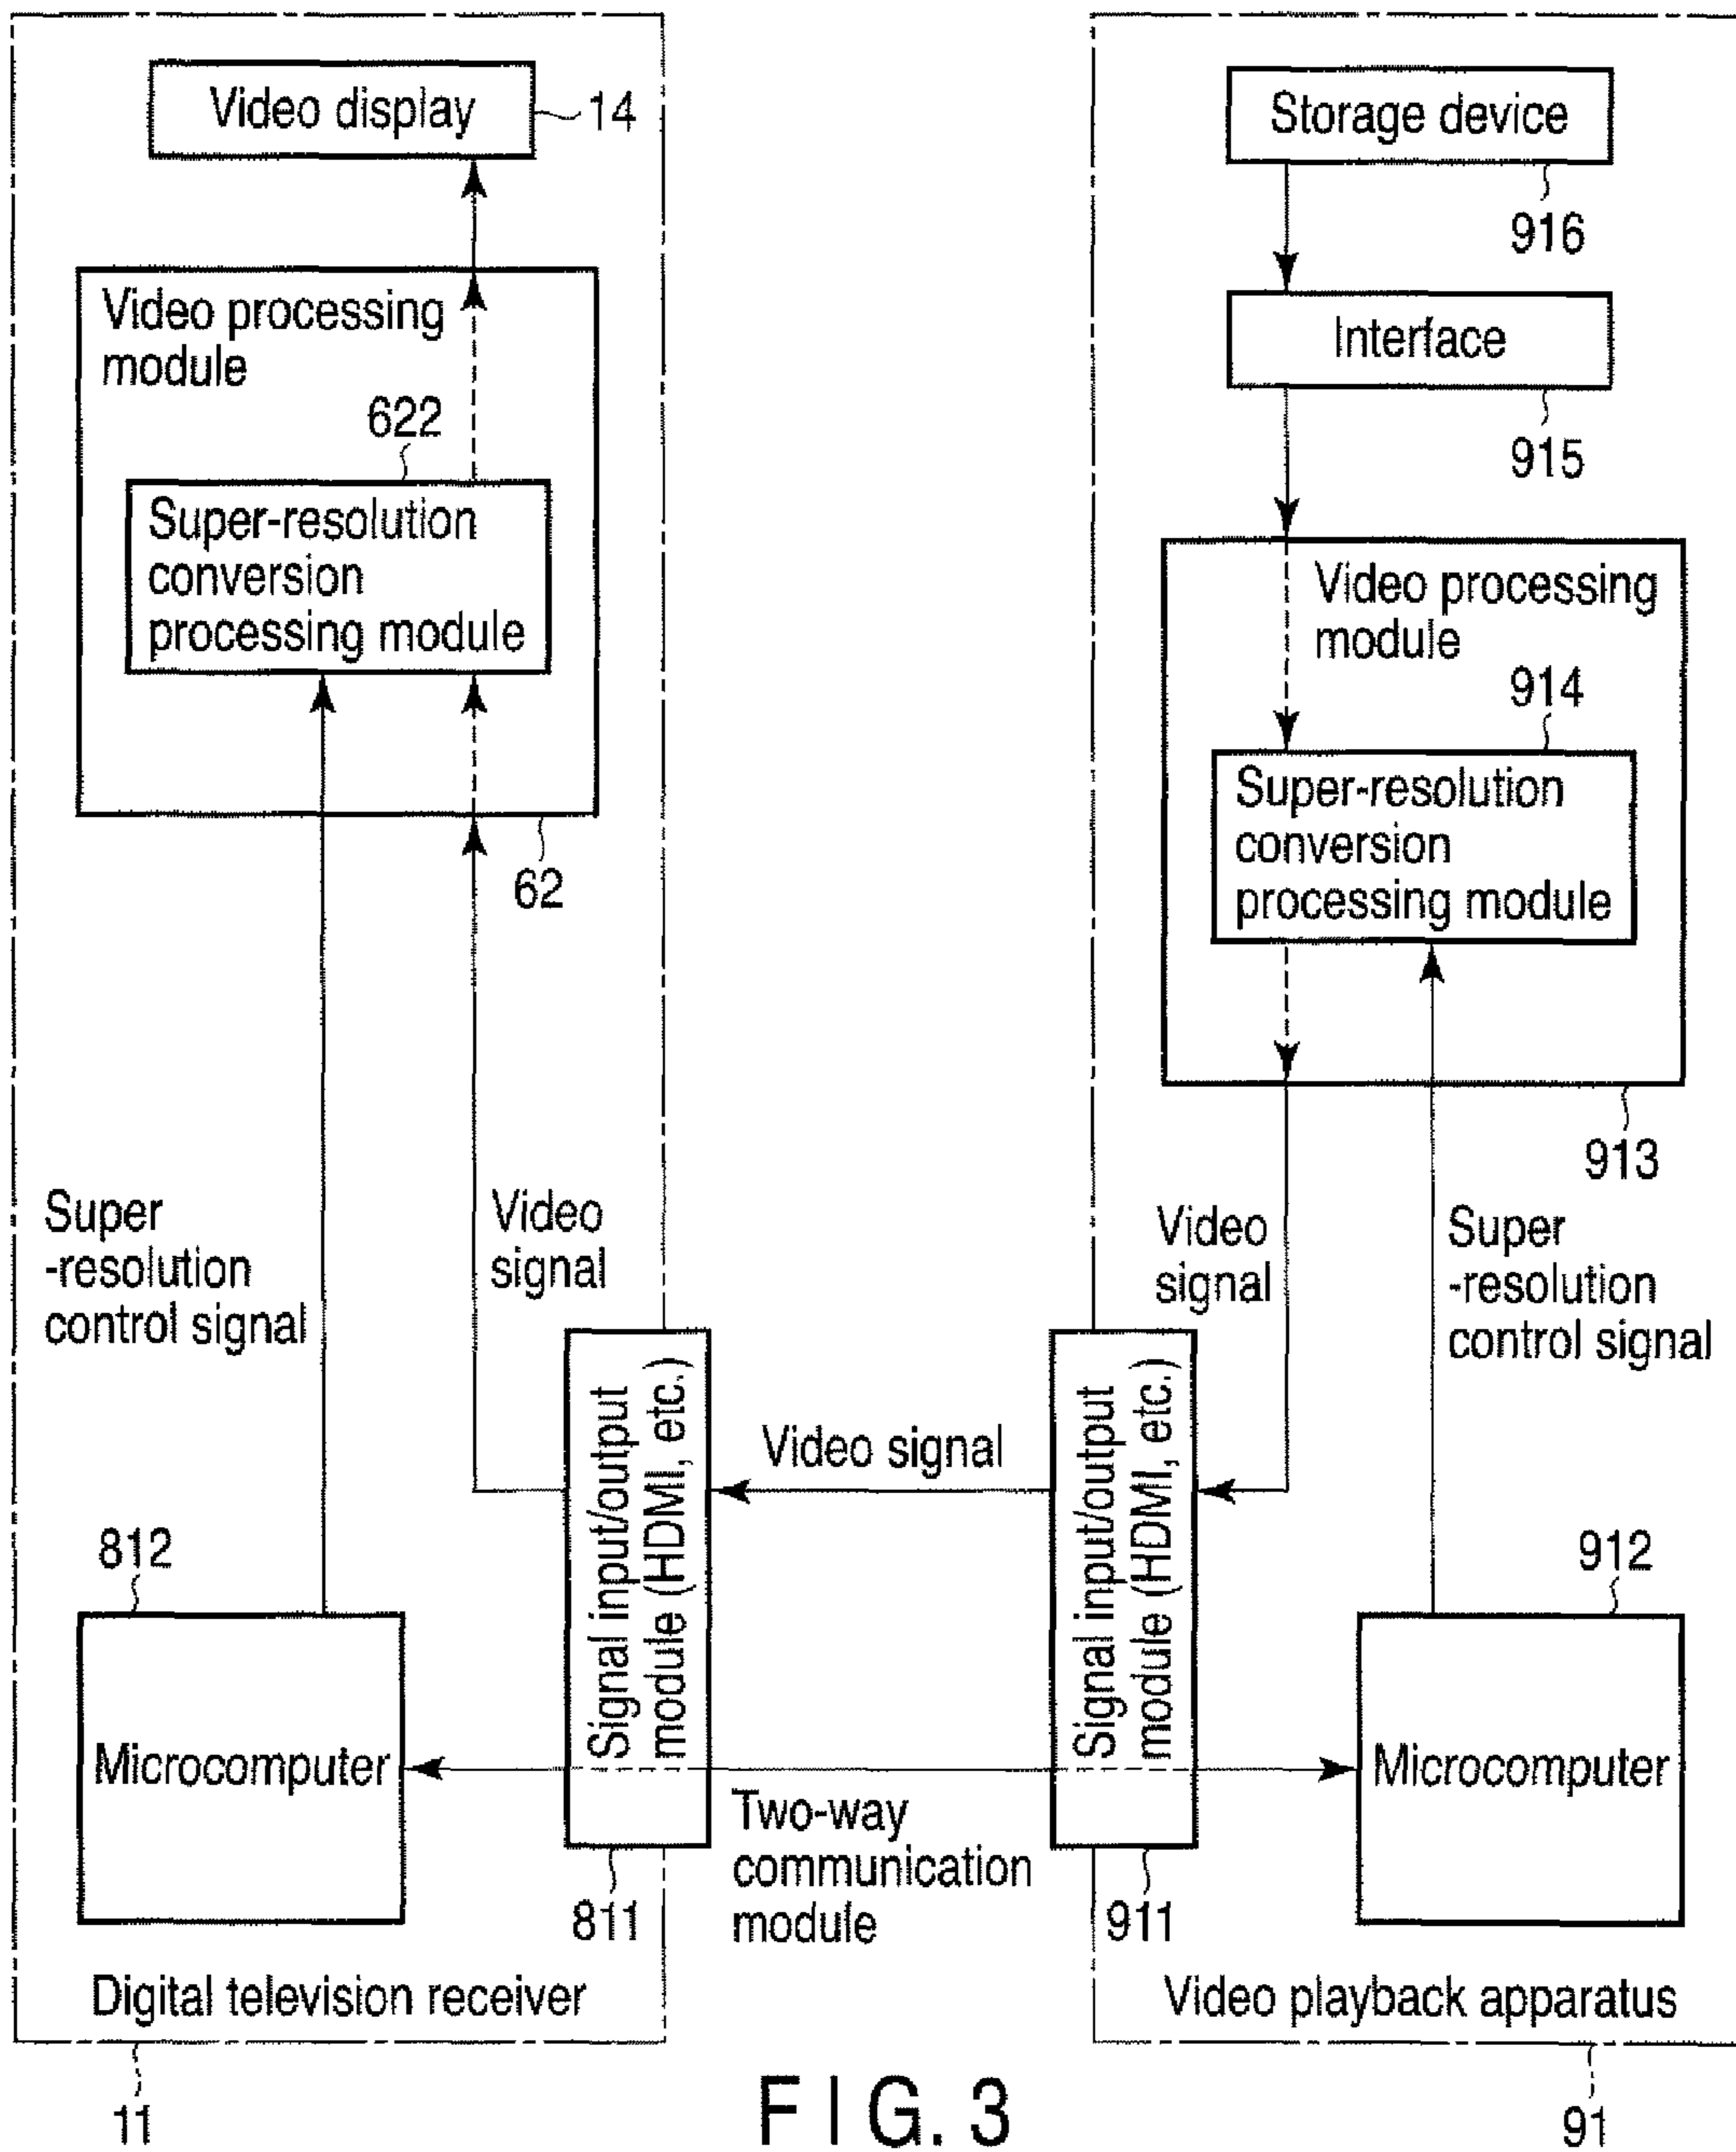 Video display
14
Video processing
module
622
Super-resolution
conversion
processing module
62
Super
-resolution
control signal
Video
signal
812
Microcomputer
Signal input/output
module (HDMI, etc.)
811
Digital television receiver
11
Video signal
Two-way
communication
module
Storage device
916
Interface
915
Video processing
module
914
Super-resolution
conversion
processing module
913
Video
signal
Super
-resolution
control signal
Signal input/output
module (HDMI, etc.)
911
912
Microcomputer
Video playback apparatus
91
FIG. 3